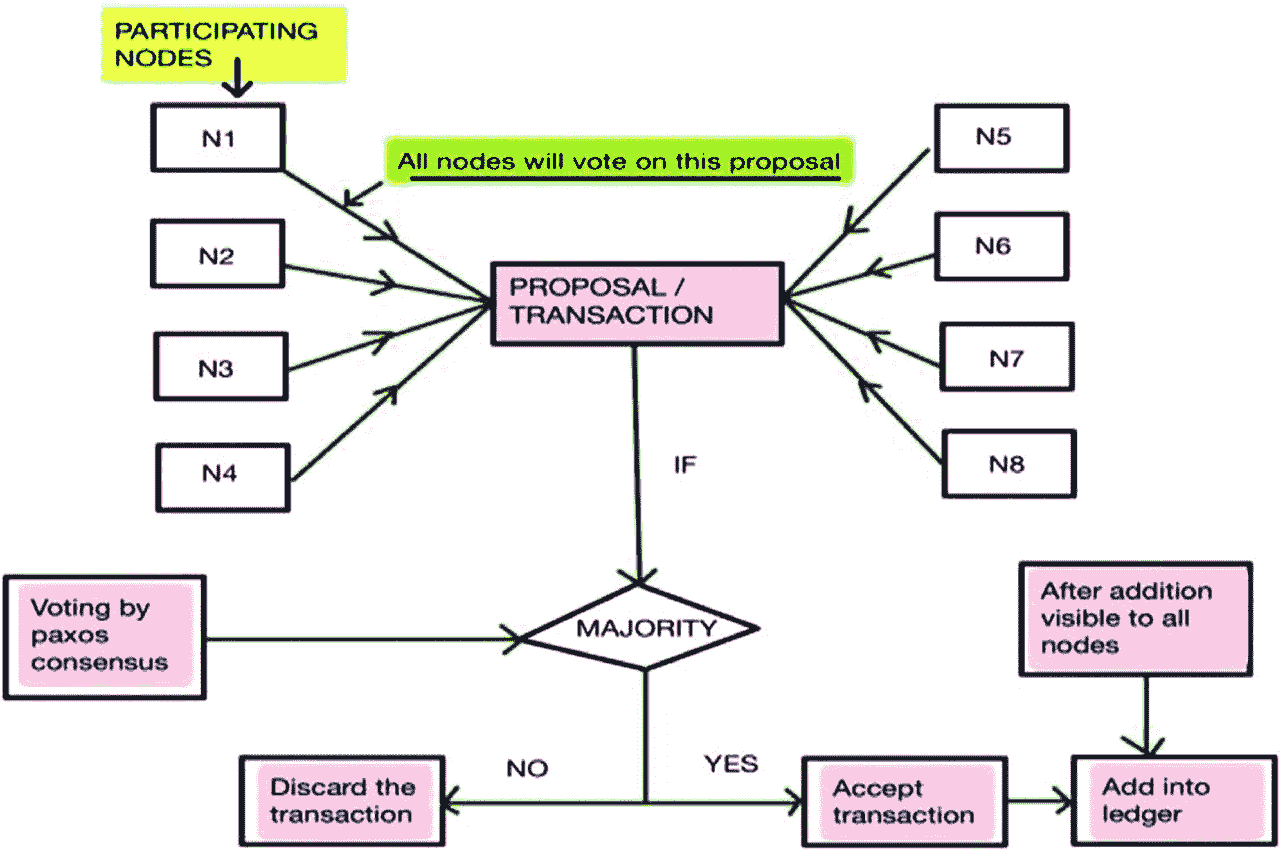 PARTICIPATING
NODES
N1
All nodes will vote on this proposal
N5
N2
N6
PROPOSAL /
TRANSACTION
N3
N7
N4
IF
N8
Voting by
paxos
consensus
MAJORITY
After addition
visible to all
nodes
NO
YES
Discard the
transaction
Accept
transaction
Add into
ledger